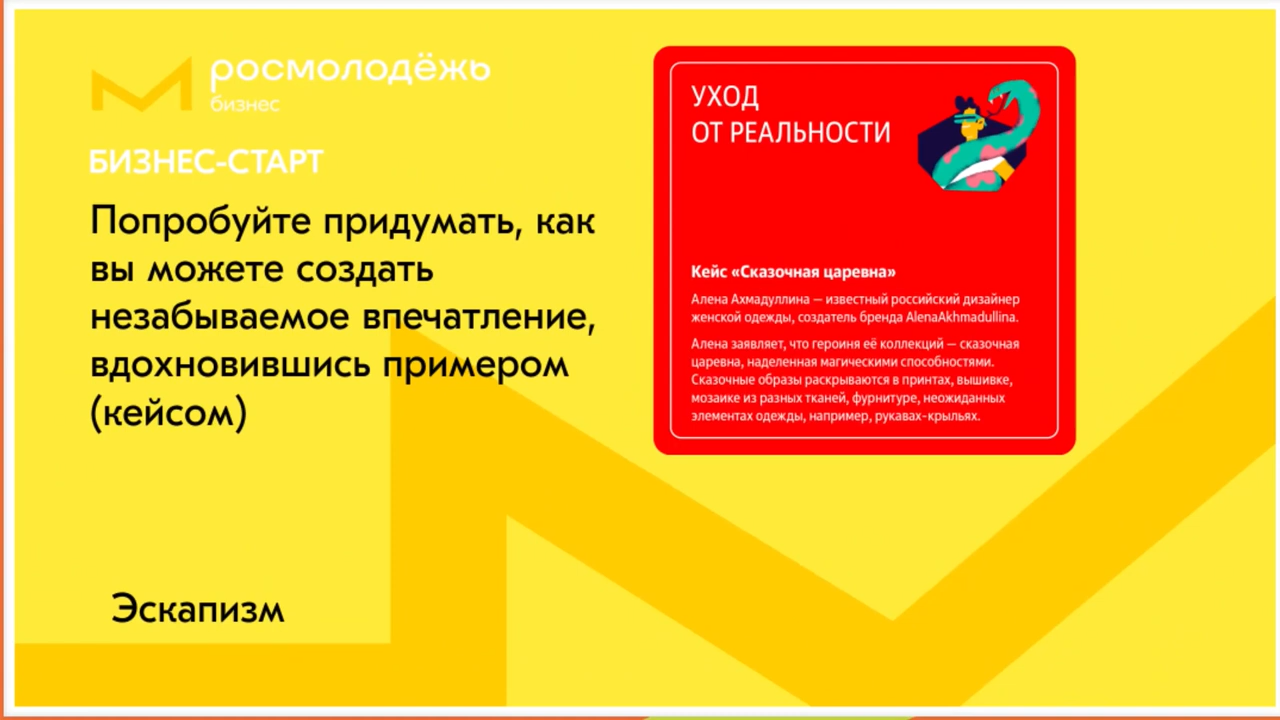 росмолодёжь
бизнес
БИЗНЕС-СТАРТ
Попробуйте придумать, как
вы можете создать
незабываемое впечатление,
вдохновившись примером
(кейсом)
Эскапизм
УХОД
ОТ РЕАЛЬНОСТИ
Кейс «Сказочная царевна»
Алена Ахмадуллина — известный российский дизайнер
женской одежды, создатель бренда AlenaAkhmadullina.
Алена заявляет, что героиня её коллекций — сказочная
царевна, наделенная магическими способностями.
Сказочные образы раскрываются в принтах, вышивке,
мозаике из разных тканей, фурнитуре, неожиданных
элементах одежды, например, рукавах-крыльях.